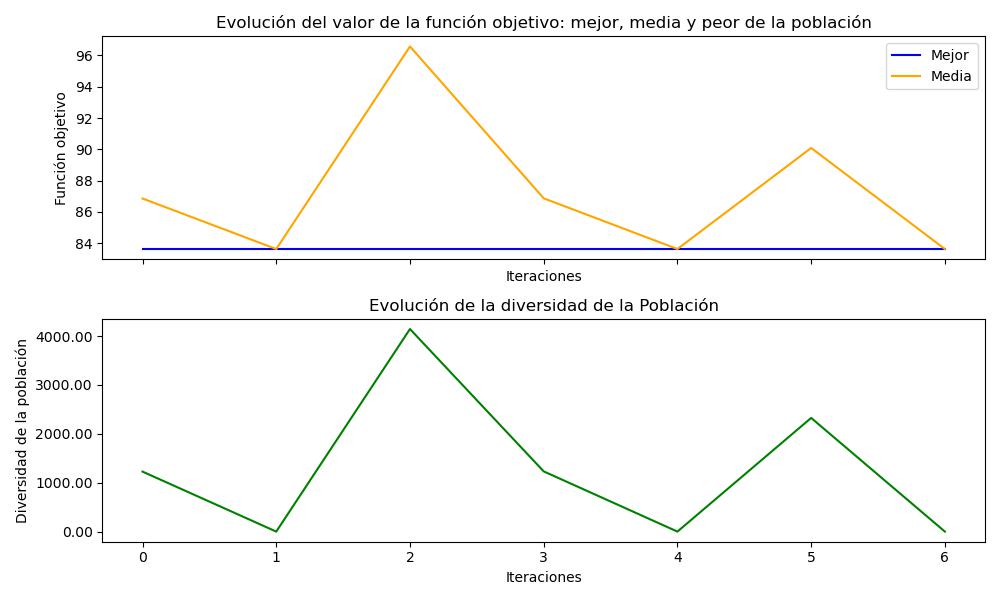 Evolución del valor de la función objetivo: mejor, media y peor de la población
Mejor
Media
Función objetivo
96
94
92
90
88
86
84
Iteraciones
Evolución de la diversidad de la Población
Diversidad de la población
4000.00
3000.00
2000.00
1000.00
0.00
0 1 2 3 4 5 6
Iteraciones